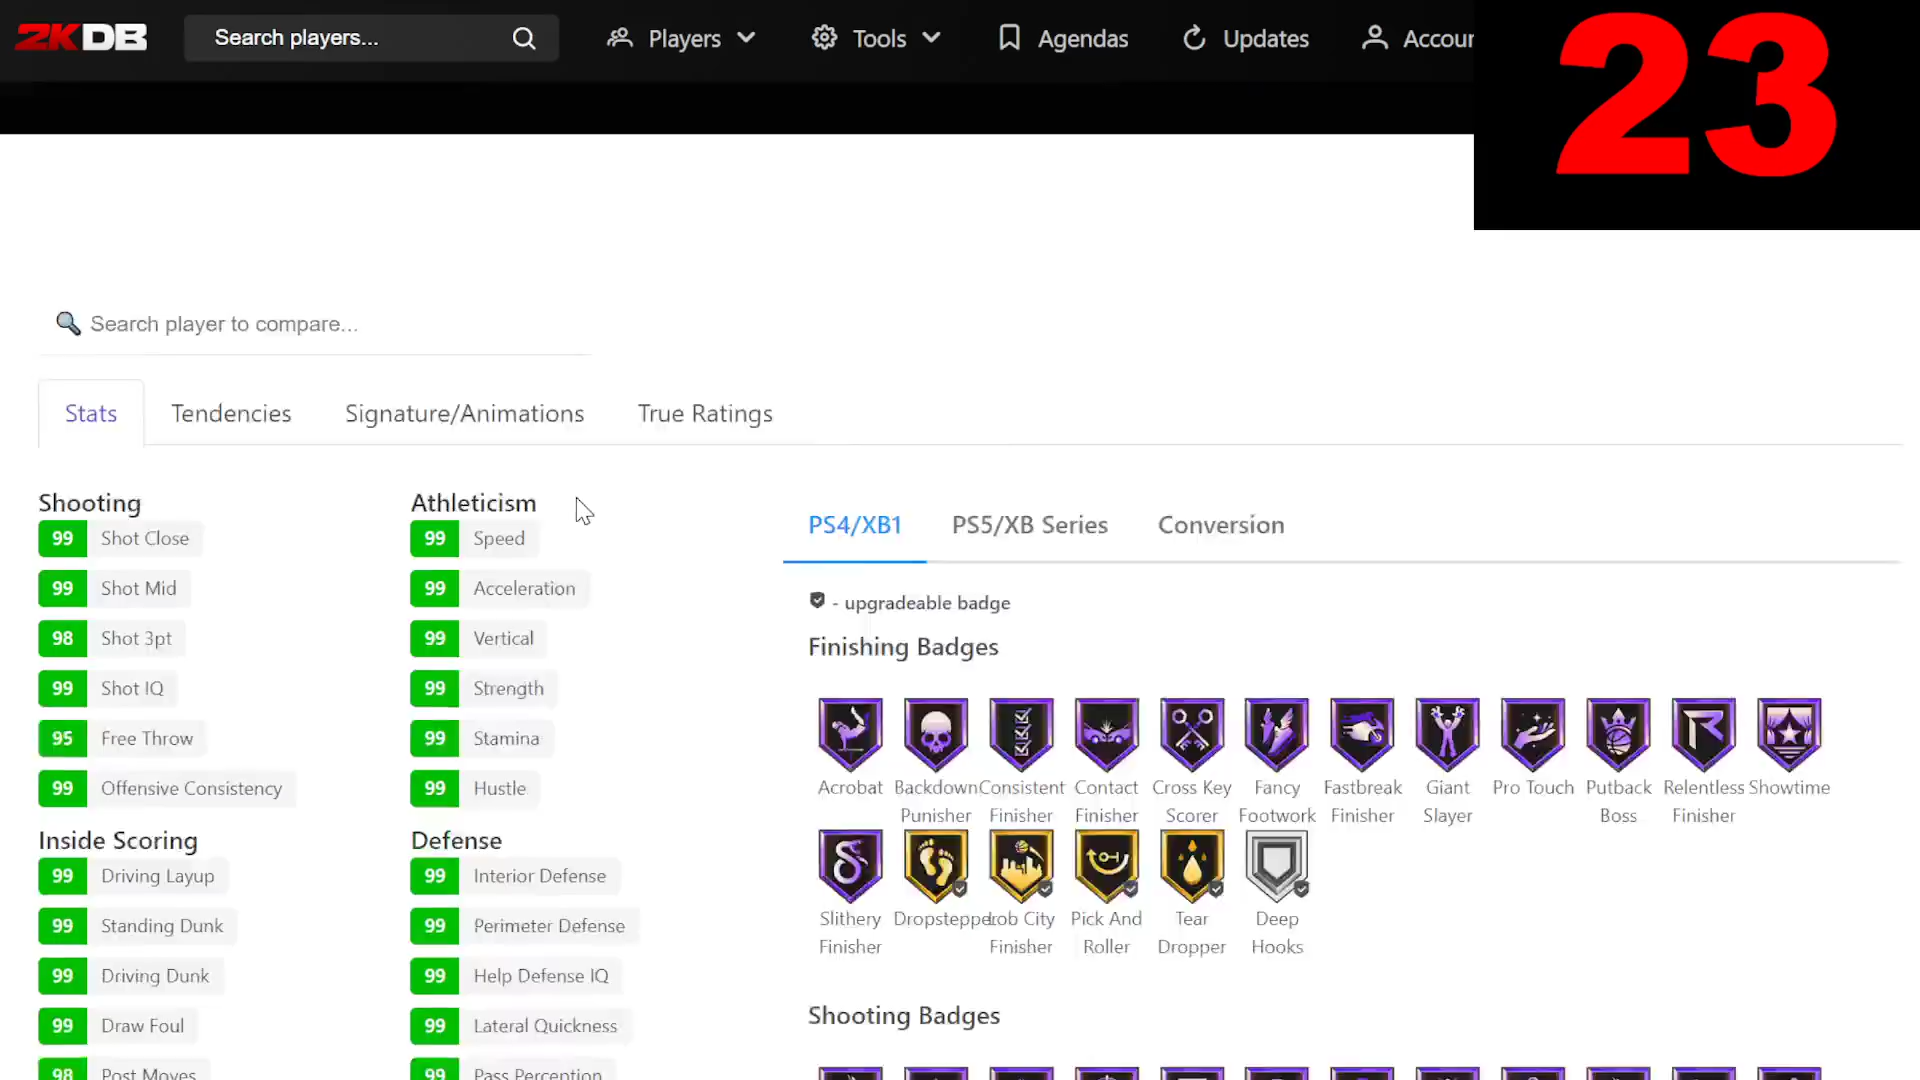 2KDB
Search players...
Players
Tools
Agendas
Updates
Accoun
23
Search player to compare...
Stats
Tendencies
Signature/Animations
True Ratings
Shooting
99 Shot Close
99 Shot Mid
98 Shot 3pt
99 Shot IQ
95 Free Throw
99 Offensive Consistency
Inside Scoring
99 Driving Layup
99 Standing Dunk
99 Driving Dunk
99 Draw Foul
98 Post Moves
Athleticism
99 Speed
99 Acceleration
99 Vertical
99 Strength
99 Stamina
99 Hustle
Defense
99 Interior Defense
99 Perimeter Defense
99 Help Defense IQ
99 Lateral Quickness
99 Pass Perception
PS4/XB1
PS5/XB Series
Conversion
- upgradeable badge
Finishing Badges
Acrobat
Backdown
Punisher
Consistent
Finisher
Contact
Finisher
Cross Key
Scorer
Fancy
Footwork
Fastbreak
Finisher
Giant
Slayer
Pro Touch
Putback
Boss
Relentless
Finisher
Showtime
Slithery
Finisher
Dropstepper
Lob City
Finisher
Pick And
Roller
Tear
Dropper
Deep
Hooks
Shooting Badges